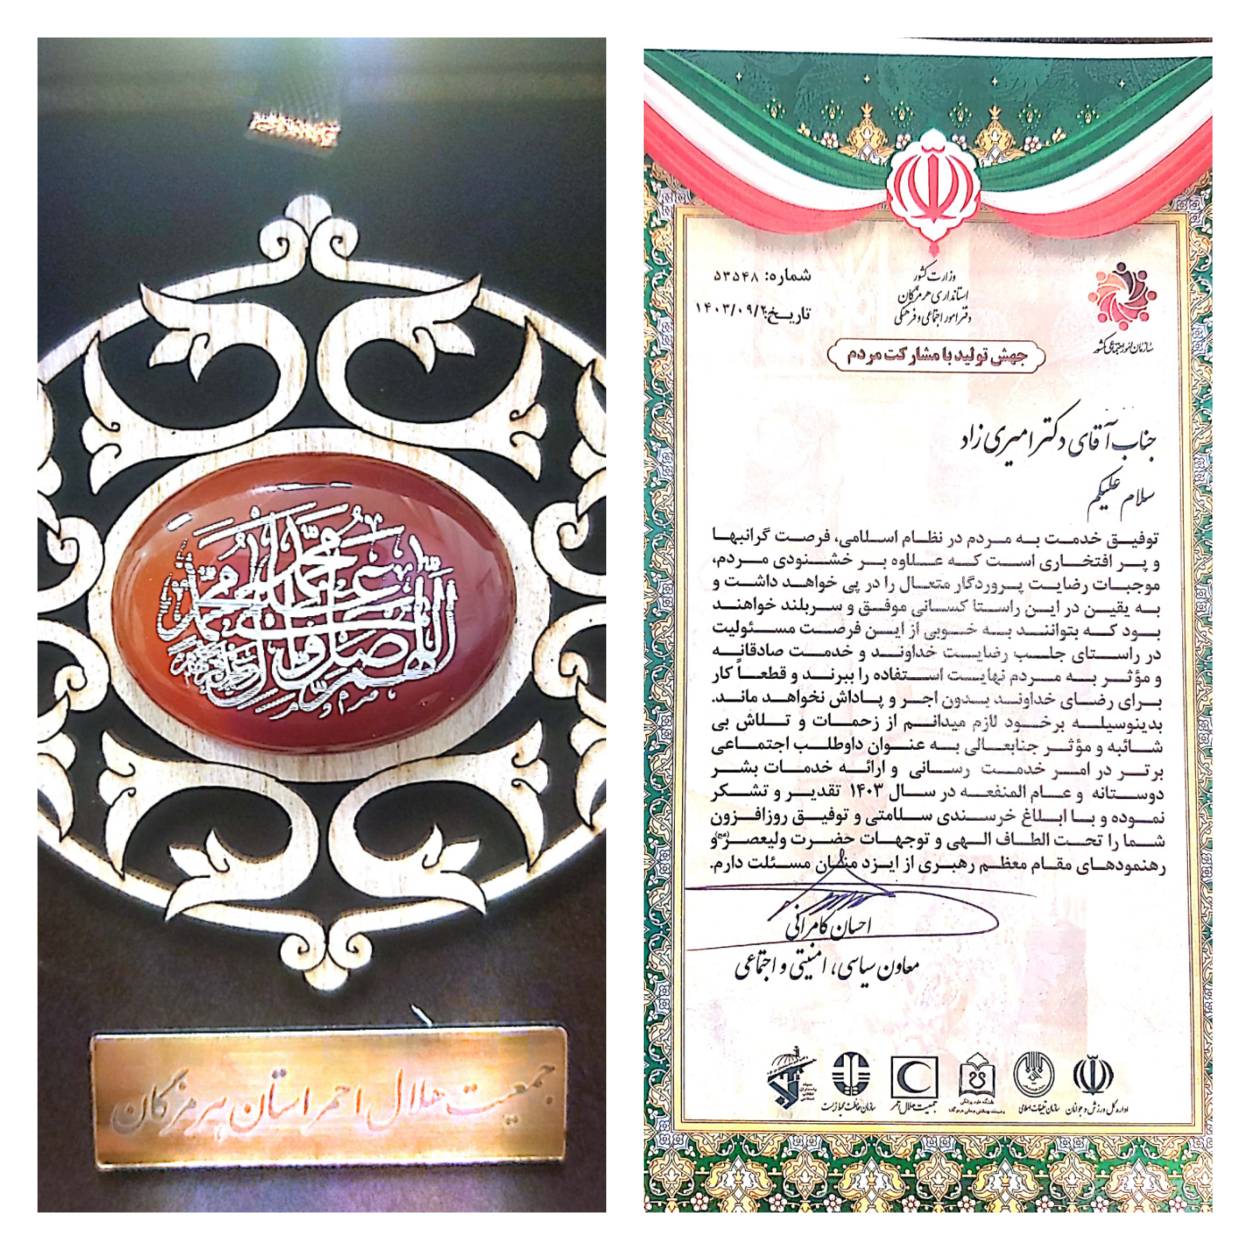 اللهم صل علی محمد و آل محمد
جمعیت هلال احمر استان هرمزگان
وزارت کشور
استانداری هرمزگان
دفتر امور اجتماعی و فرهنگی
شماره: ۵۳۵۴۸
تاریخ: ۱۴۰۳/۰۹/
سازمان امور اجتماعی کشور
جهش تولید با مشارکت مردم
جناب آقای دکتر امیری زاد
سلام علیکم
توفیق خدمت به مردم در نظام اسلامی، فرصت گرانبها
و پر افتخاری است که علاوه بر خشنودی مردم،
موجبات رضایت پروردگار متعال را در پی خواهد داشت و
به یقین در این راستا کسانی موفق و سربلند خواهند
بود که بتوانند به خوبی از این فرصت مسئولیت
در راستای جلب رضایت خداوند و خدمت صادقانه
و مؤثر به مردم نهایت استفاده را ببرند و قطعاً کار
برای رضای خداوند بدون اجر و پاداش نخواهد ماند.
بدینوسیله برخود لازم میدانم از زحمات و تلاش بی
شائبه و مؤثر جنابعالی به عنوان داوطلب اجتماعی
برتر در امر خدمت رسانی و ارائه خدمات بشر
دوستانه و عام المنفعه در سال ۱۴۰۳ تقدیر و تشکر
نموده و با ابلاغ خرسندی سلامتی و توفیق روزافزون
شما را تحت الطاف الهی و توجهات حضرت ولیعصر(عج) و
رهنمودهای مقام معظم رهبری از ایزد منان مسئلت دارم.
احسان کامرانی
معاون سیاسی، امنیتی و اجتماعی
اداره کل ورزش و جوانان
سازمان تبلیغات اسلامی
جمعیت هلال احمر
سازمان حفاظت محیط زیست